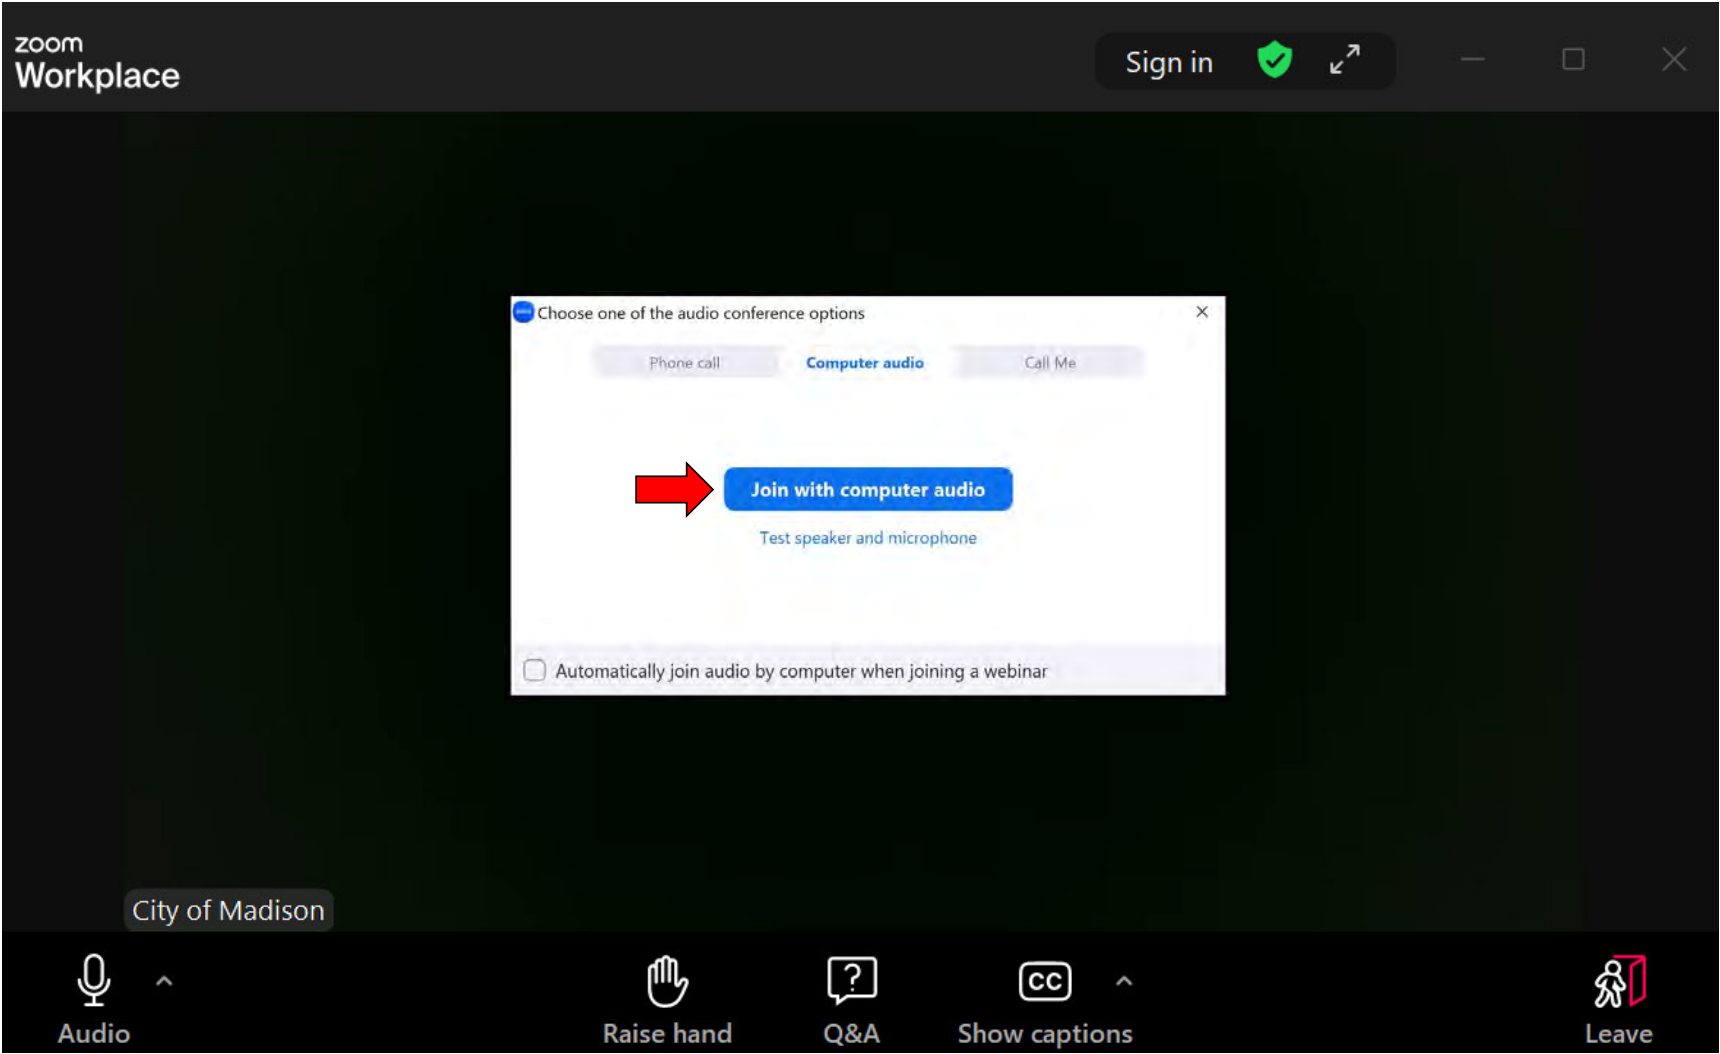 zoom
Workplace
Sign in
Choose one of the audio conference options
Phone call
Computer audio
Call Me
Join with computer audio
Test speaker and microphone
Automatically join audio by computer when joining a webinar
City of Madison
Audio
Raise hand
?
Q&A
CC
Show captions
Leave